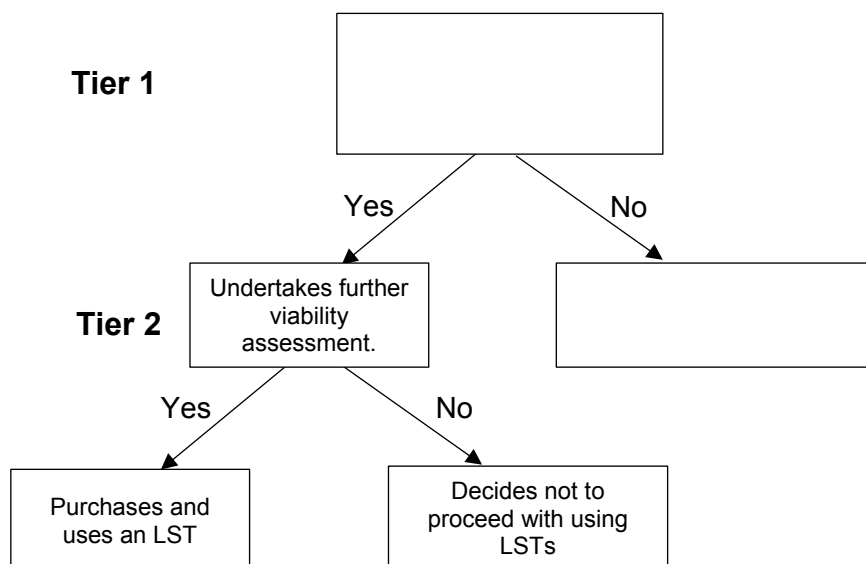 Tier 1
Yes
No
Tier 2
Undertakes further
viability
assessment.
Yes
No
Purchases and
uses an LST
Decides not to
proceed with using
LSTs